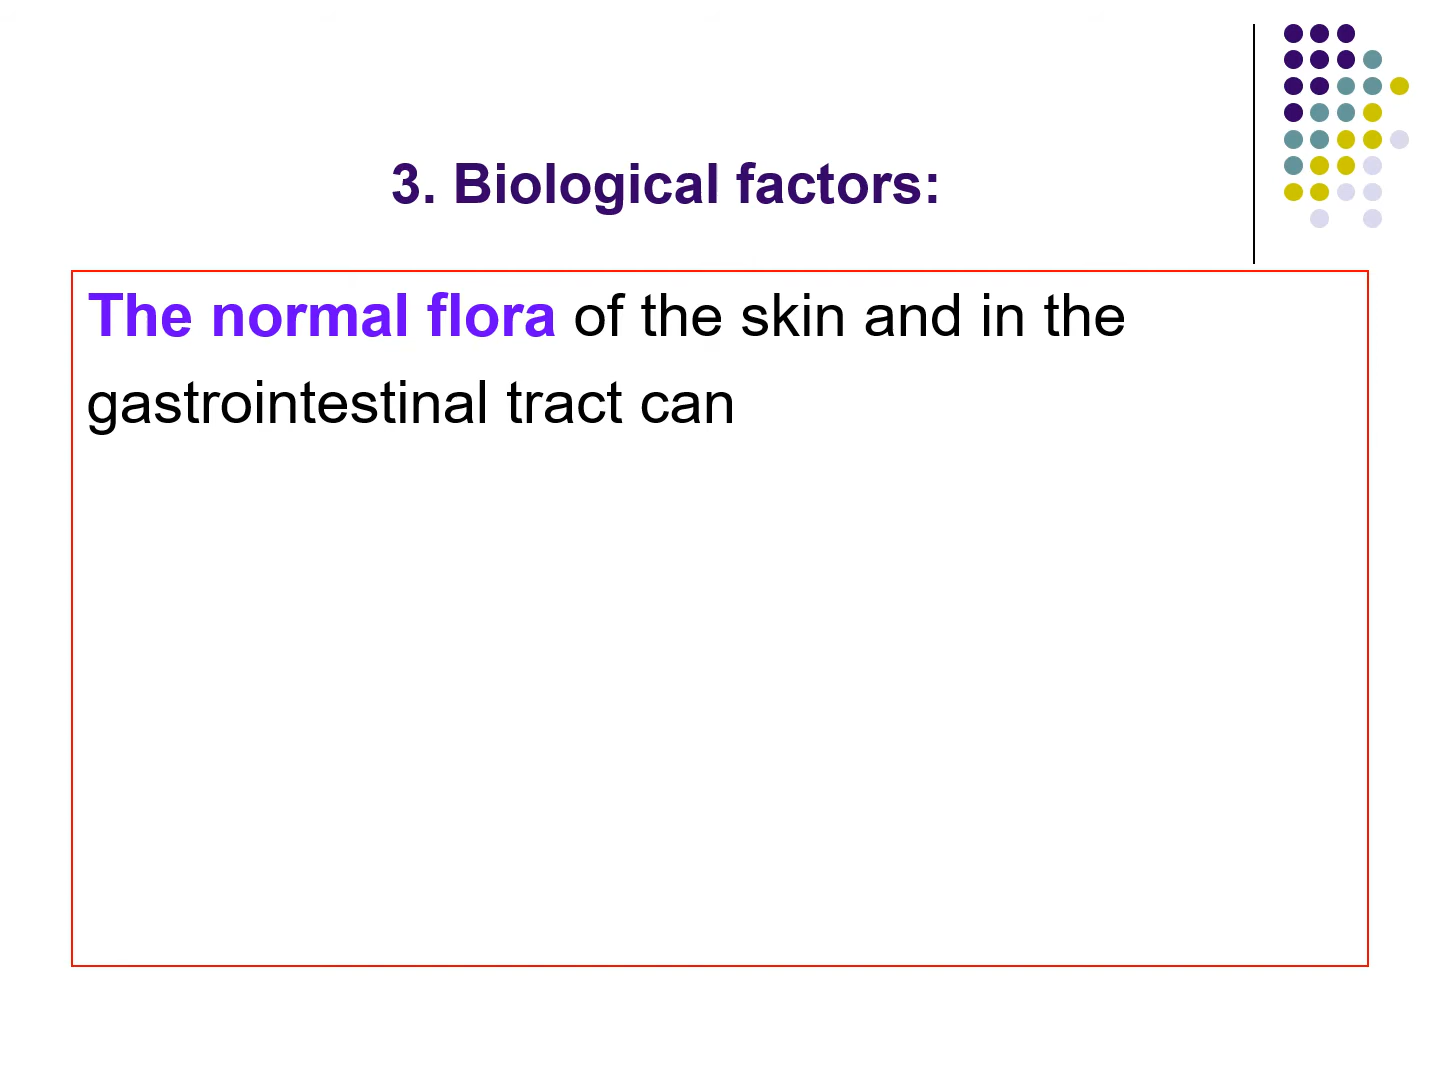 3. Biological factors:
The normal flora of the skin and in the
gastrointestinal tract can